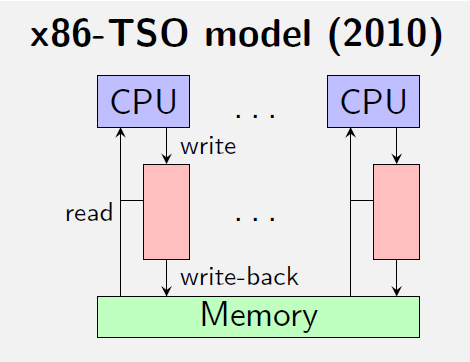 x86-TSO model (2010)
CPU ... CPU
write
read ...
write-back
Memory